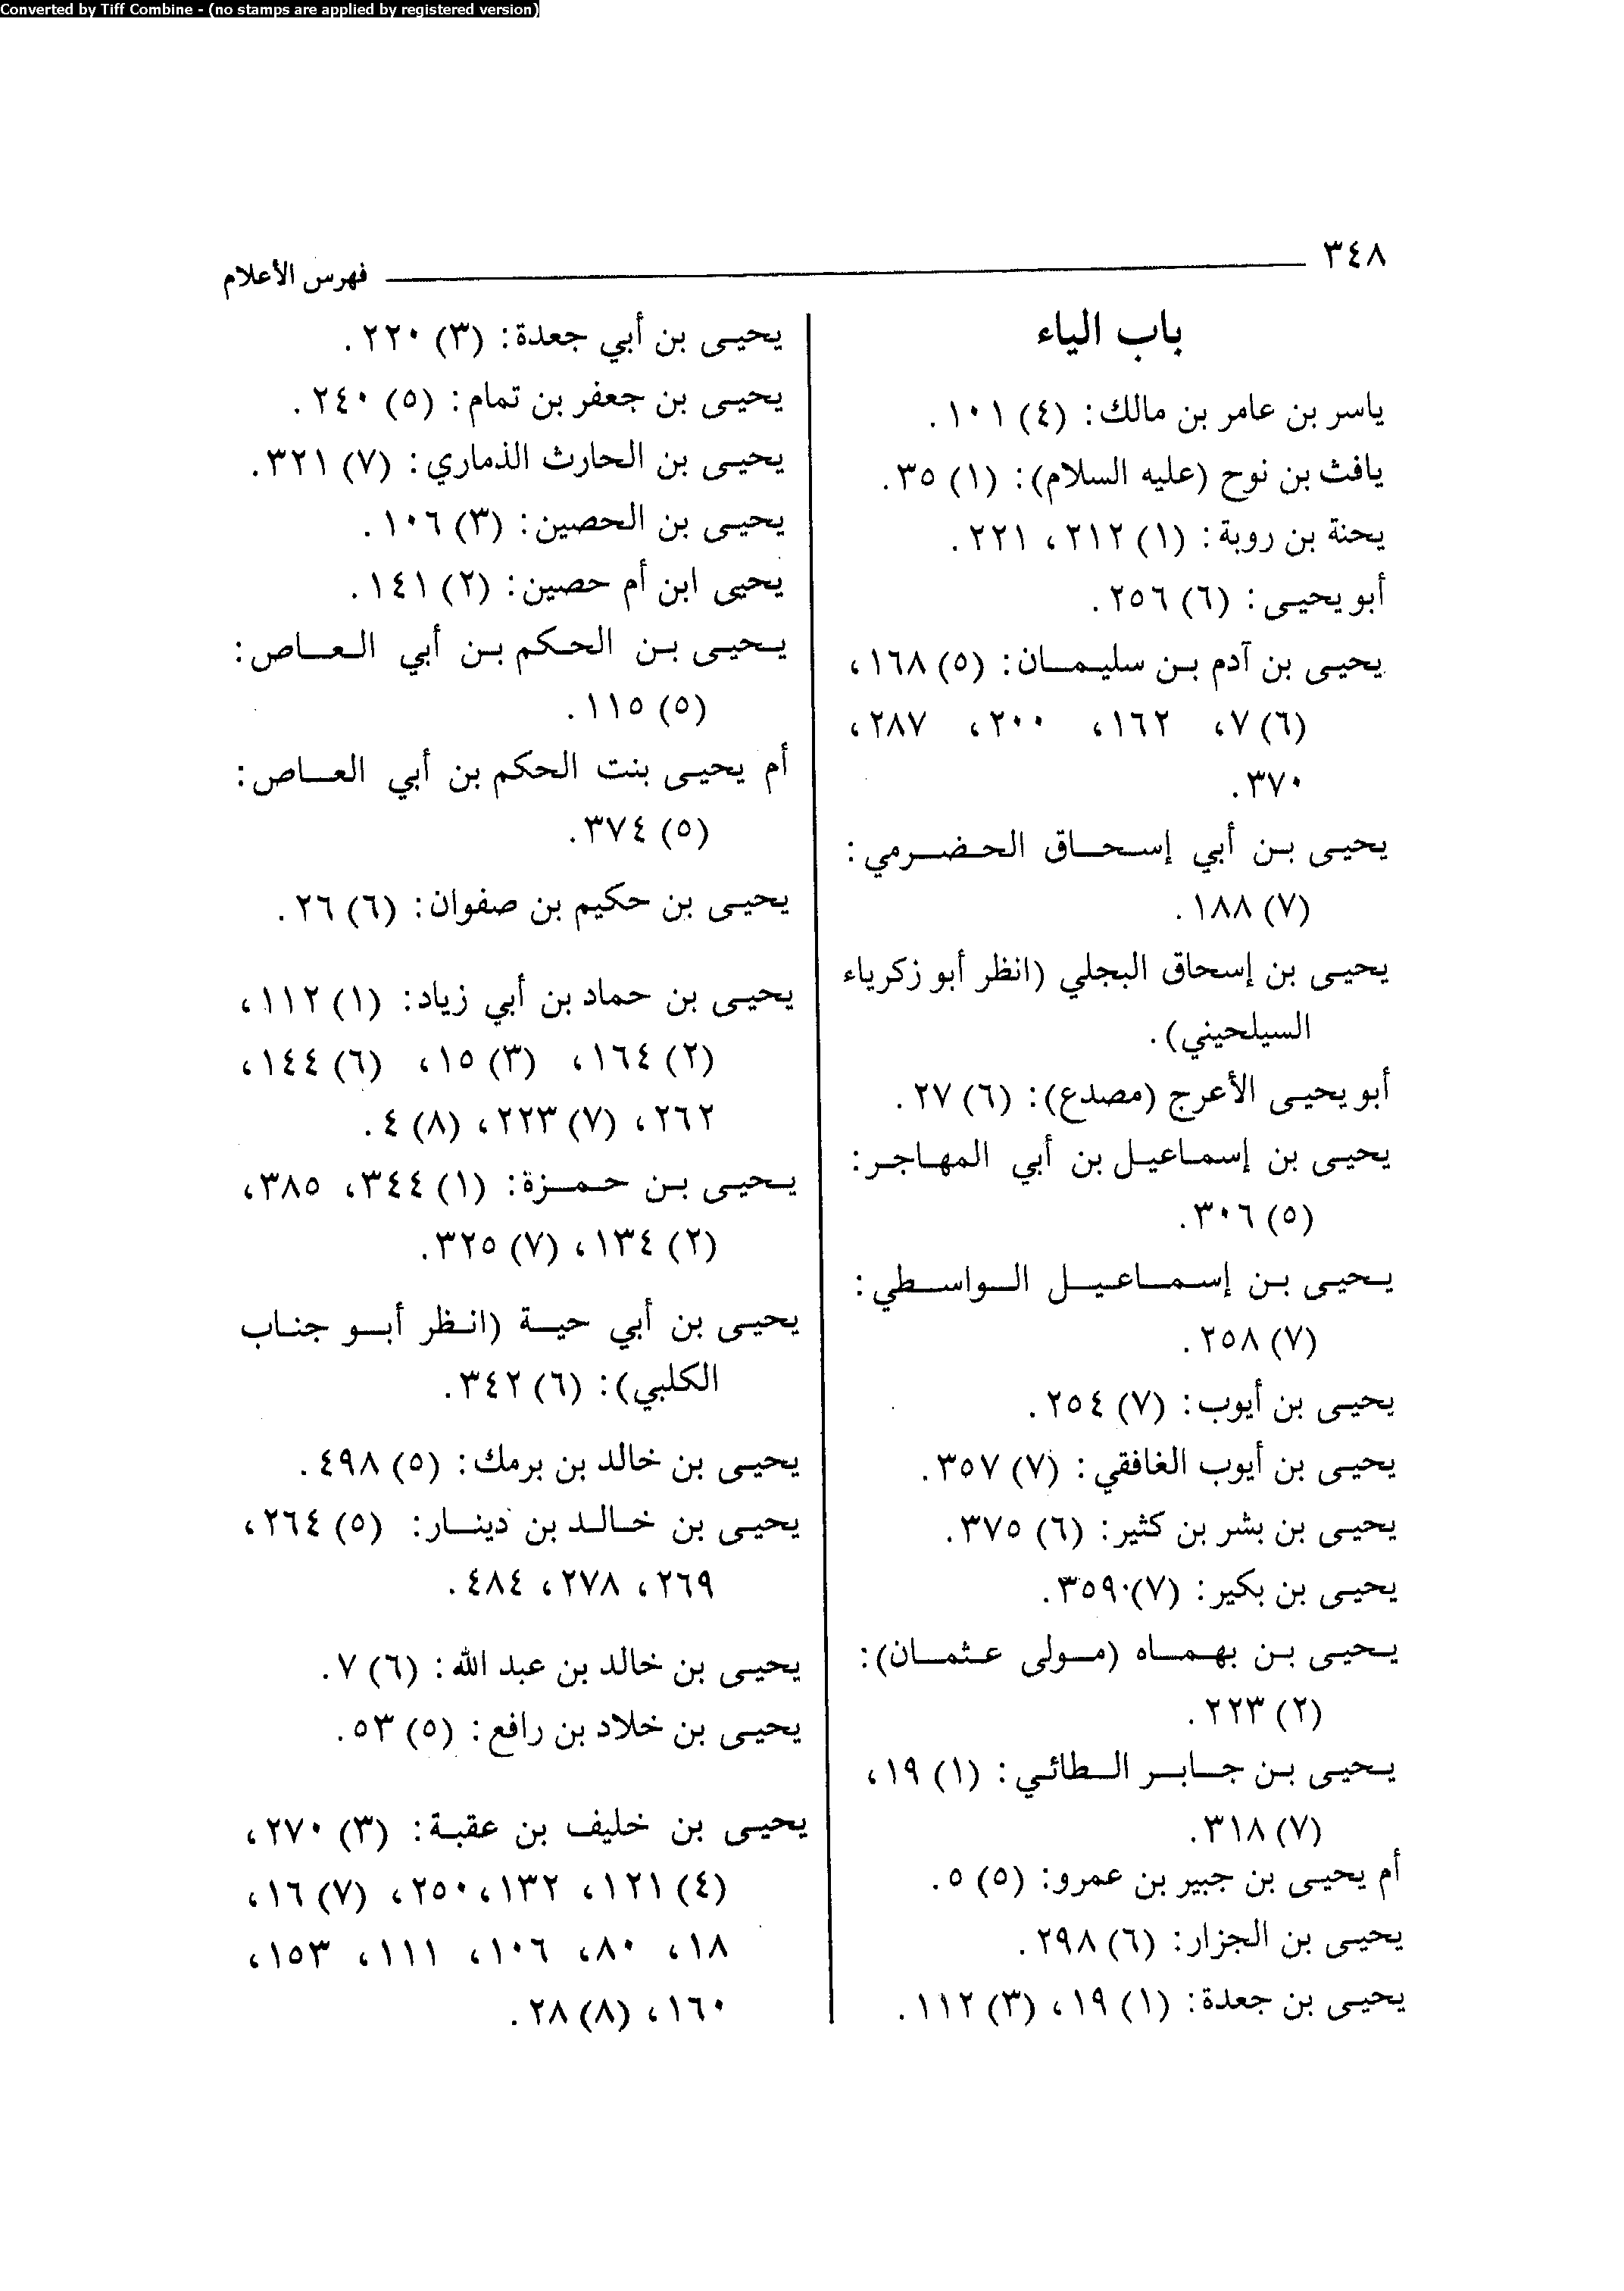 Converted by Tiff Combine - (no stamps are applied by registered version)
٣٤٨
فهرس الأعلام
باب الياء
ياسر بن عامر بن مالك: (٤) ١٠١.
يافث بن نوح (عليه السلام): (١) ٣٥.
يحنة بن روبة: (١) ٢١٢، ٢٢١.
أبو يحيى: (٦) ٢٥٦.
يحيى بن آدم بن سليمان: (٥) ١٦٨،
(٦) ٧، ١٦٢، ٢٠٠، ٢٨٧،
٣٧٠.
يحيى بن أبي إسحاق الحضرمي:
(٧) ١٨٨.
يحيى بن إسحاق البجلي (انظر أبو زكرياء
السيلحيني).
أبو يحيى الأعرج (مصدع): (٦) ٢٧.
يحيى بن إسماعيل بن أبي المهاجر:
(٥) ٣٠٦.
يحيى بن إسماعيل الواسطي:
(٧) ٢٥٨.
يحيى بن أيوب: (٧) ٢٥٤.
يحيى بن أيوب الغافقي: (٧) ٣٥٧.
يحيى بن بشر بن كثير: (٦) ٣٧٥.
يحيى بن بكير: (٧) ٣٥٩.
يحيى بن بهماه (مولى عثمان):
(٢) ٢٢٣.
يحيى بن جابر الطائي: (١) ١٩،
(٧) ٣١٨.
أم يحيى بن جبير بن عمرو: (٥) ٥.
يحيى بن الجزار: (٦) ٢٩٨.
يحيى بن جعدة: (١) ١٩، (٣) ١١٢.
يحيى بن أبي جعدة: (٣) ٢٢٠.
يحيى بن جعفر بن تمام: (٥) ٢٤٠.
يحيى بن الحارث الذماري: (٧) ٣٢١.
يحيى بن الحصين: (٣) ١٠٦.
يحيى ابن أم حصين: (٢) ١٤١.
يحيى بن الحكم بن أبي العاص:
(٥) ١١٥.
أم يحيى بنت الحكم بن أبي العاص:
(٥) ٣٧٤.
يحيى بن حكيم بن صفوان: (٦) ٢٦.
يحيى بن حماد بن أبي زياد: (١) ١١٢،
(٢) ١٦٤، (٣) ١٥، (٦) ١٤٤،
٢٦٢، (٧) ٢٢٣، (٨) ٤.
يحيى بن حمزة: (١) ٣٤٤، ٣٨٥،
(٢) ١٣٤، (٧) ٣٢٥.
يحيى بن أبي حية (انظر أبو جناب
الكلبي): (٦) ٣٤٢.
يحيى بن خالد بن برمك: (٥) ٤٩٨.
يحيى بن خالد بن دينار: (٥) ٢٦٤،
٢٦٩، ٢٧٨، ٤٨٤.
يحيى بن خالد بن عبد الله: (٦) ٧.
يحيى بن خلاد بن رافع: (٥) ٥٣.
يحيى بن خليف بن عقبة: (٣) ٢٧٠،
(٤) ١٢١، ١٣٢، ٢٥٠، (٧) ١٦،
١٨، ٨٠، ١٠٦، ١١١، ١٥٣،
١٦٠، (٨) ٢٨.